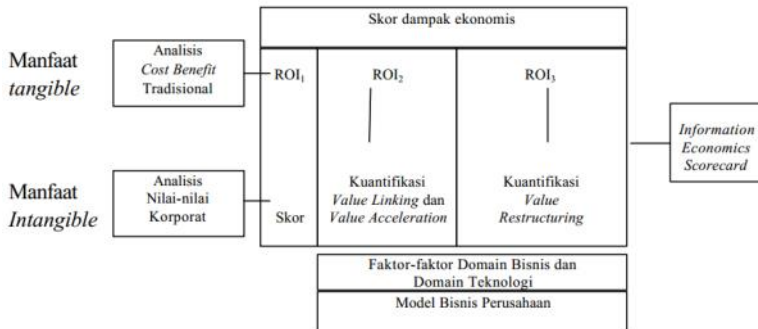 Skor dampak ekonomis
Manfaat
tangible
Analisis
Cost Benefit
Tradisional
ROI₁
ROI₂
ROI₃
Information
Economics
Scorecard
Manfaat
Intangible
Analisis
Nilai-nilai
Korporat
Skor
Kuantifikasi
Value Linking dan
Value Acceleration
Kuantifikasi
Value
Restructuring
Faktor-faktor Domain Bisnis dan
Domain Teknologi
Model Bisnis Perusahaan